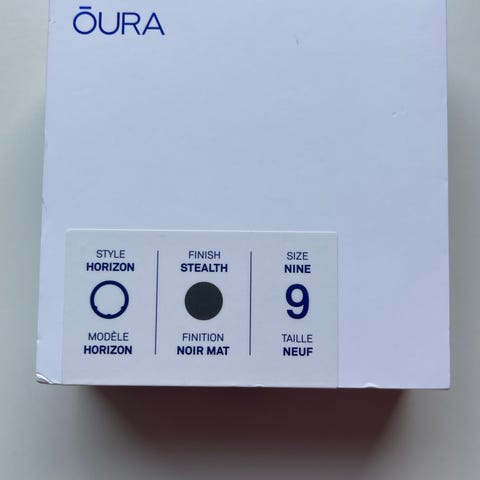 ŌURA
STYLE
HORIZON
MODÈLE
HORIZON
FINISH
STEALTH
FINITION
NOIR MAT
SIZE
NINE
9
TAILLE
NEUF